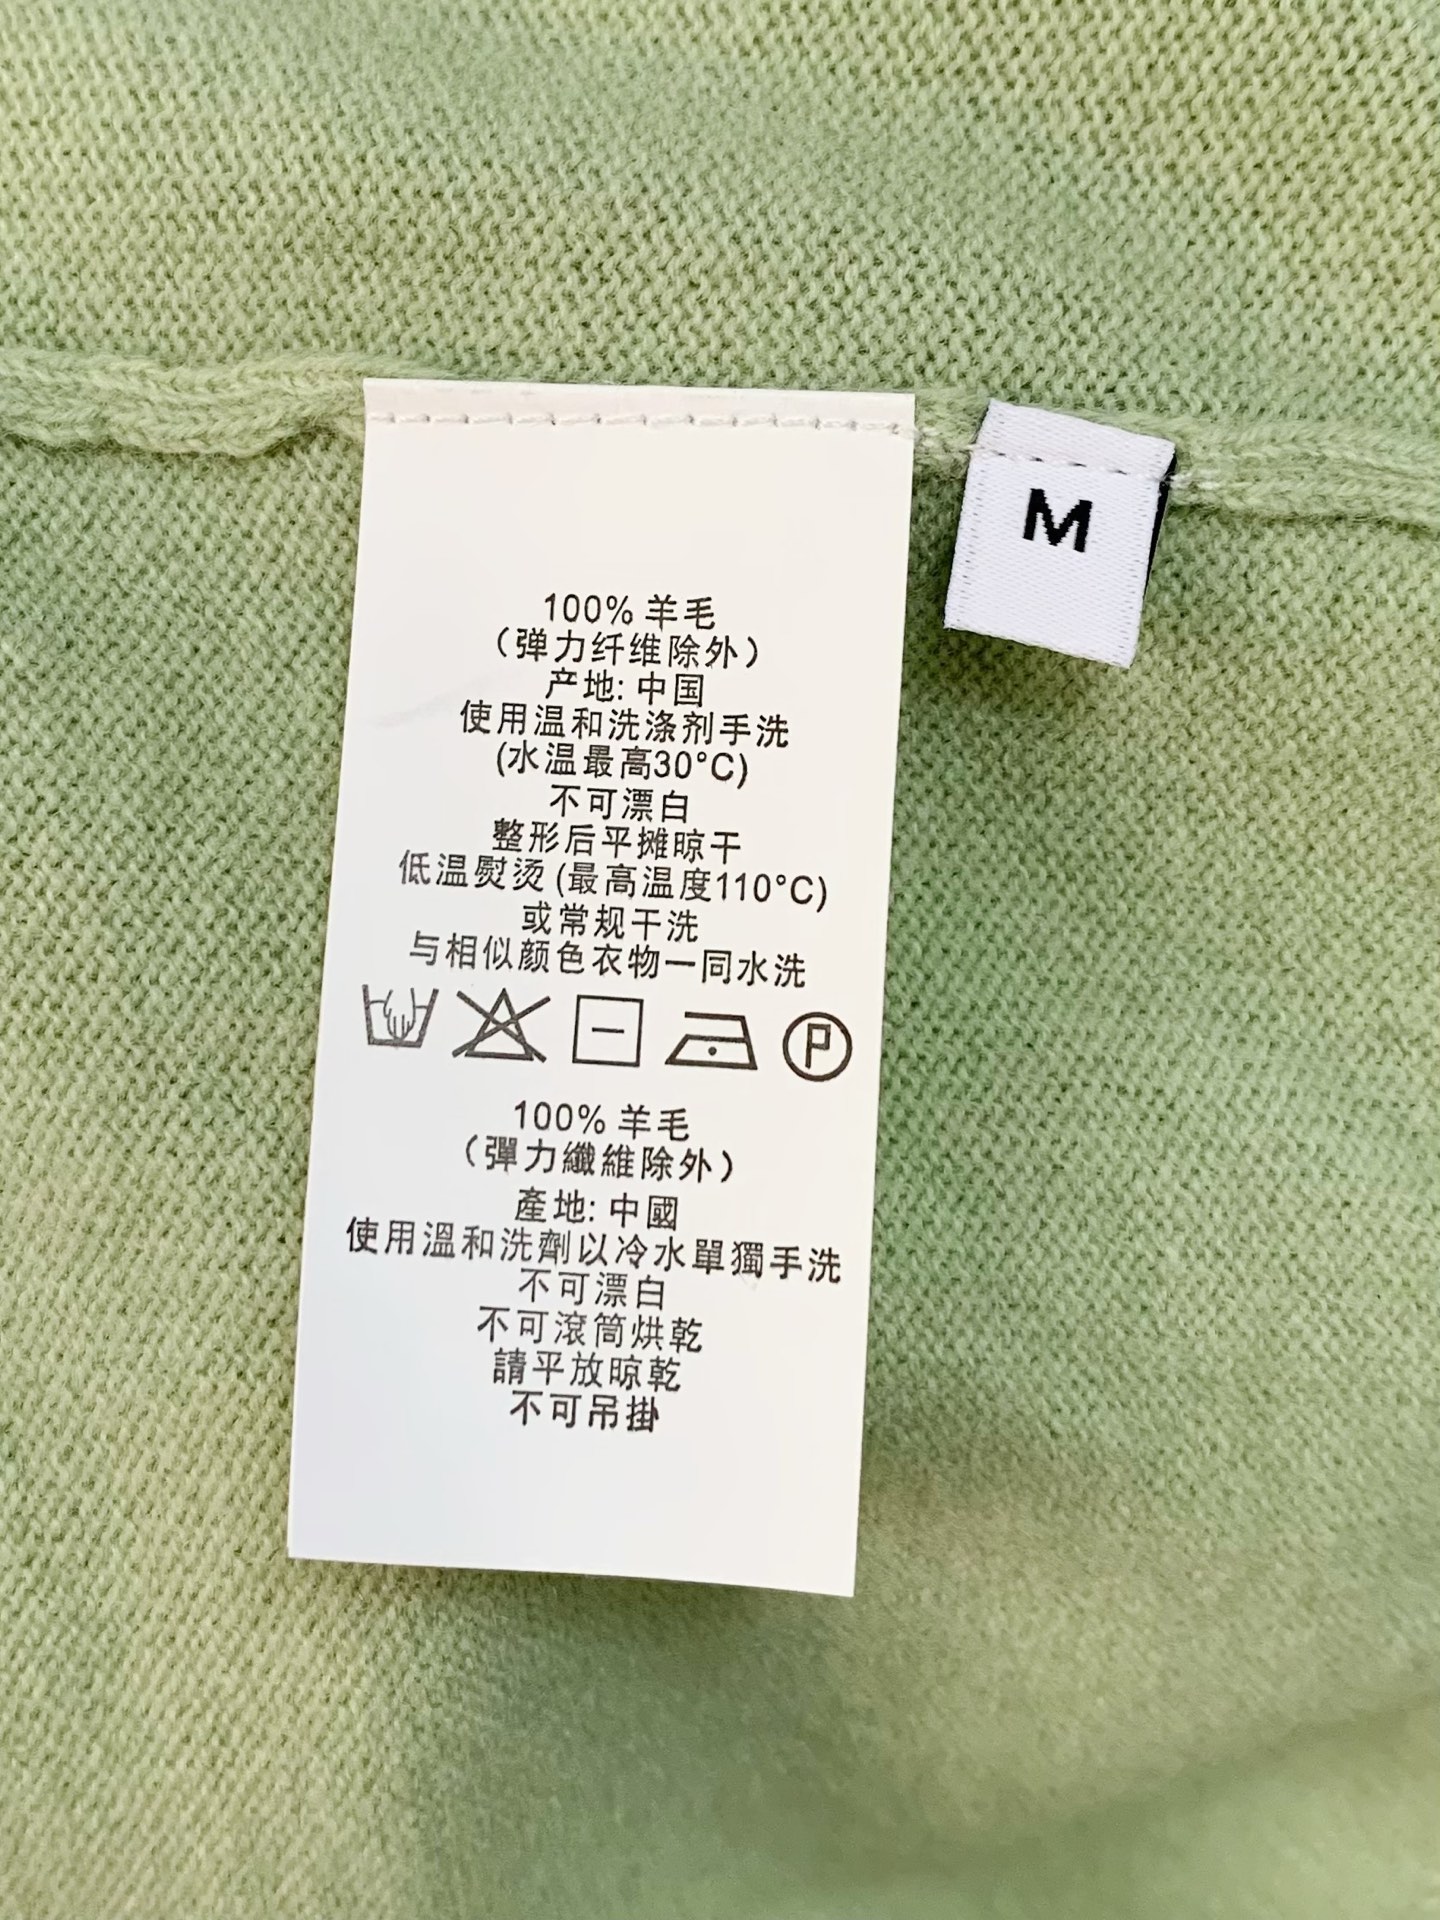 M
100% 羊毛
（弹力纤维除外）
产地: 中国
使用温和洗涤剂手洗
(水温最高30°C)
不可漂白
整形后平摊晾干
低温熨烫 (最高温度110°C)
或常规干洗
与相似颜色衣物一同水洗
P
100% 羊毛
（彈力纖維除外）
產地: 中國
使用溫和洗劑以冷水單獨手洗
不可漂白
不可滾筒烘乾
請平放晾乾
不可吊掛